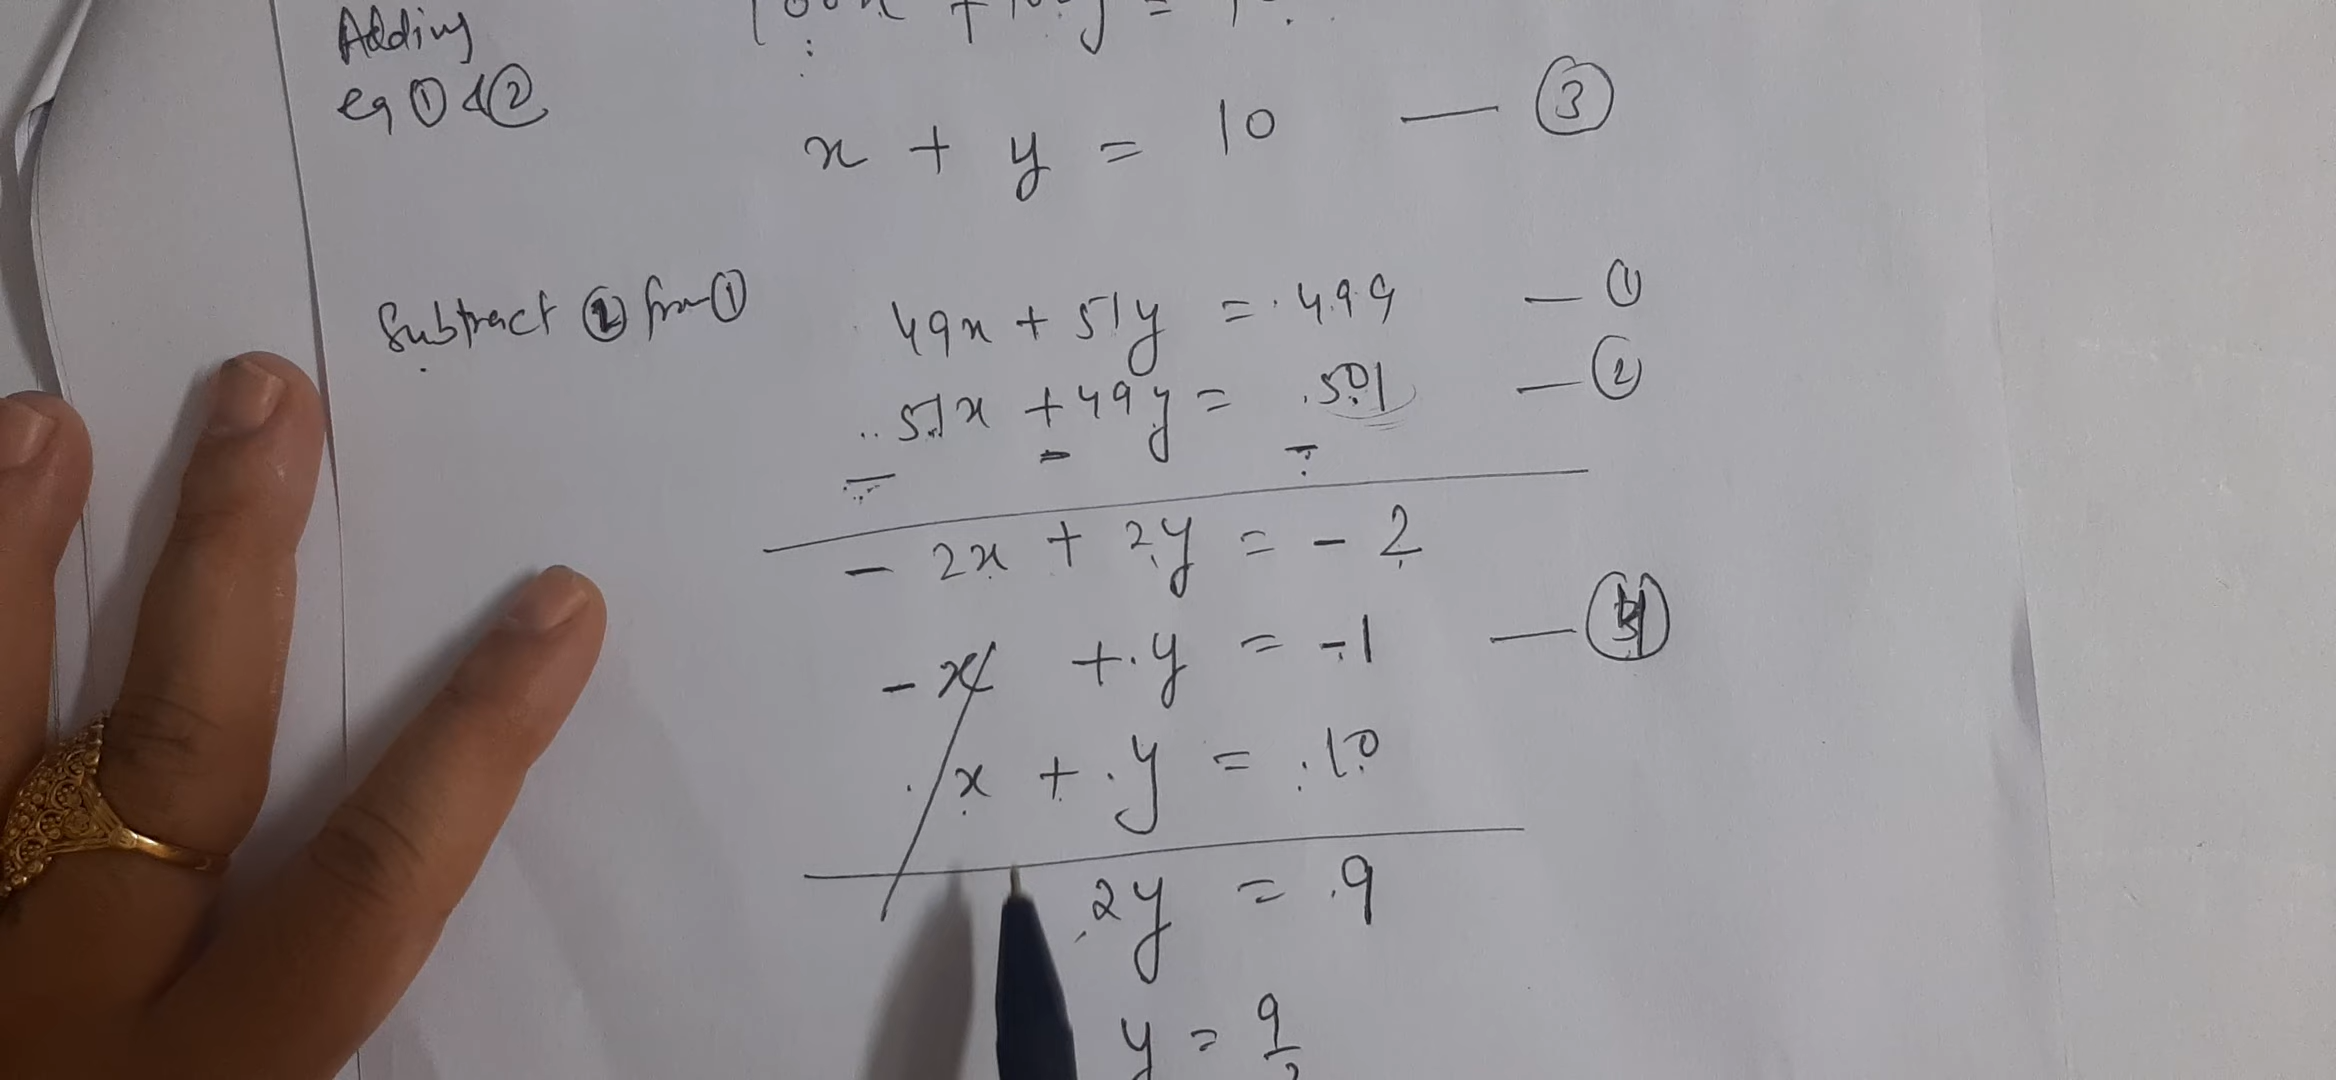 Adding
eq ① & ②
x + y = 10 — ③
Subtract ② from ①
49x + 51y = 499 — ①
51x + 49y = 501 — ②
- - -
- 2x + 2y = - 2
- x + y = -1 — ④
x + y = 10
2y = 9
y = 9/2